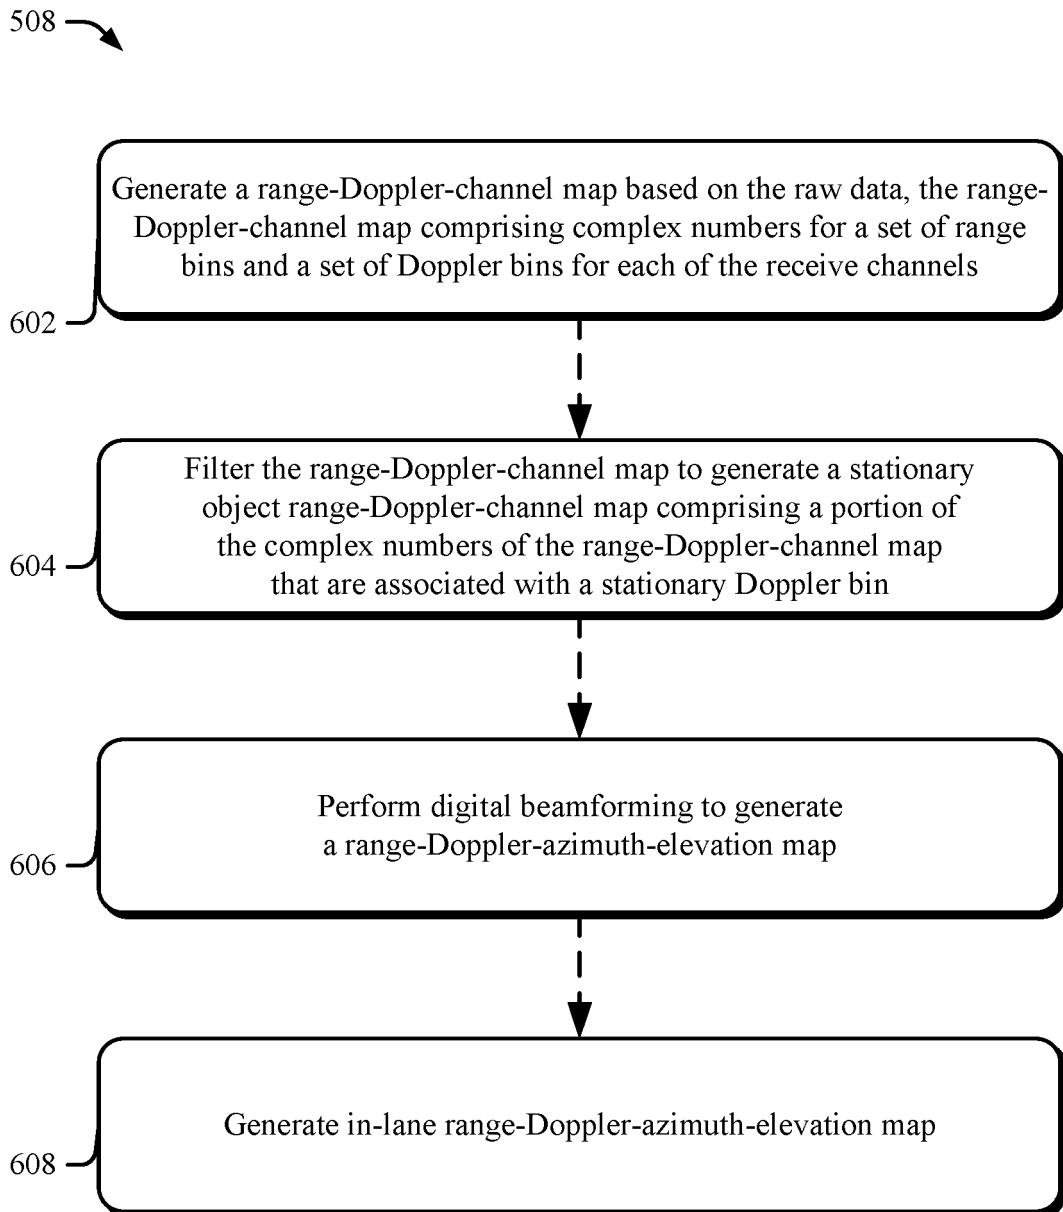 508
Generate a range-Doppler-channel map based on the raw data, the range-
Doppler-channel map comprising complex numbers for a set of range
bins and a set of Doppler bins for each of the receive channels
602
Filter the range-Doppler-channel map to generate a stationary
object range-Doppler-channel map comprising a portion of
the complex numbers of the range-Doppler-channel map
that are associated with a stationary Doppler bin
604
Perform digital beamforming to generate
a range-Doppler-azimuth-elevation map
606
Generate in-lane range-Doppler-azimuth-elevation map
608